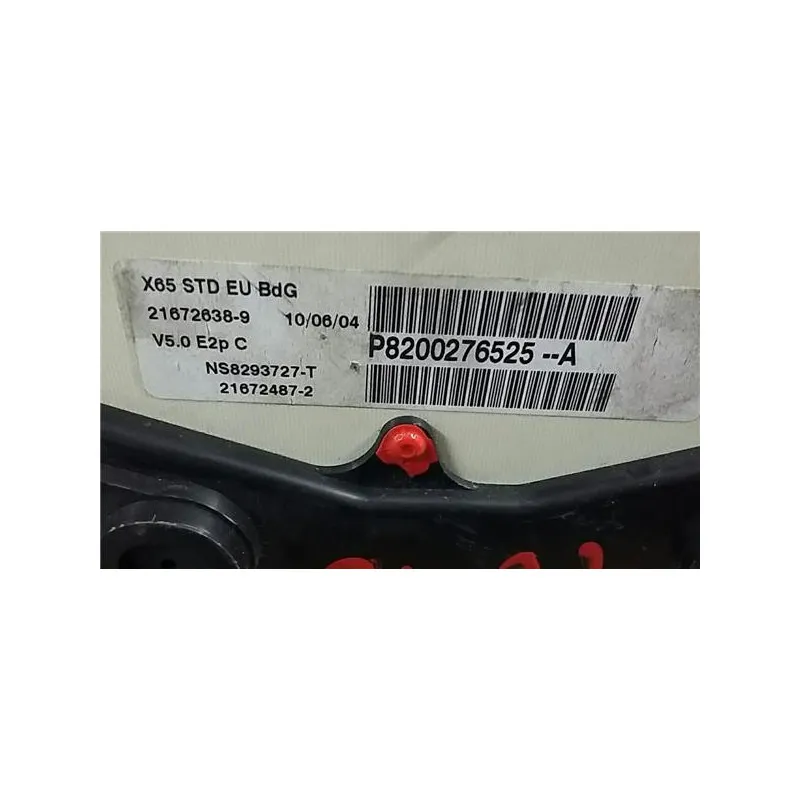 X65 STD EU BdG
21672638-9 10/06/04
V5.0 E2p C
P8200276525 --A
NS8293727-T
21672487-2